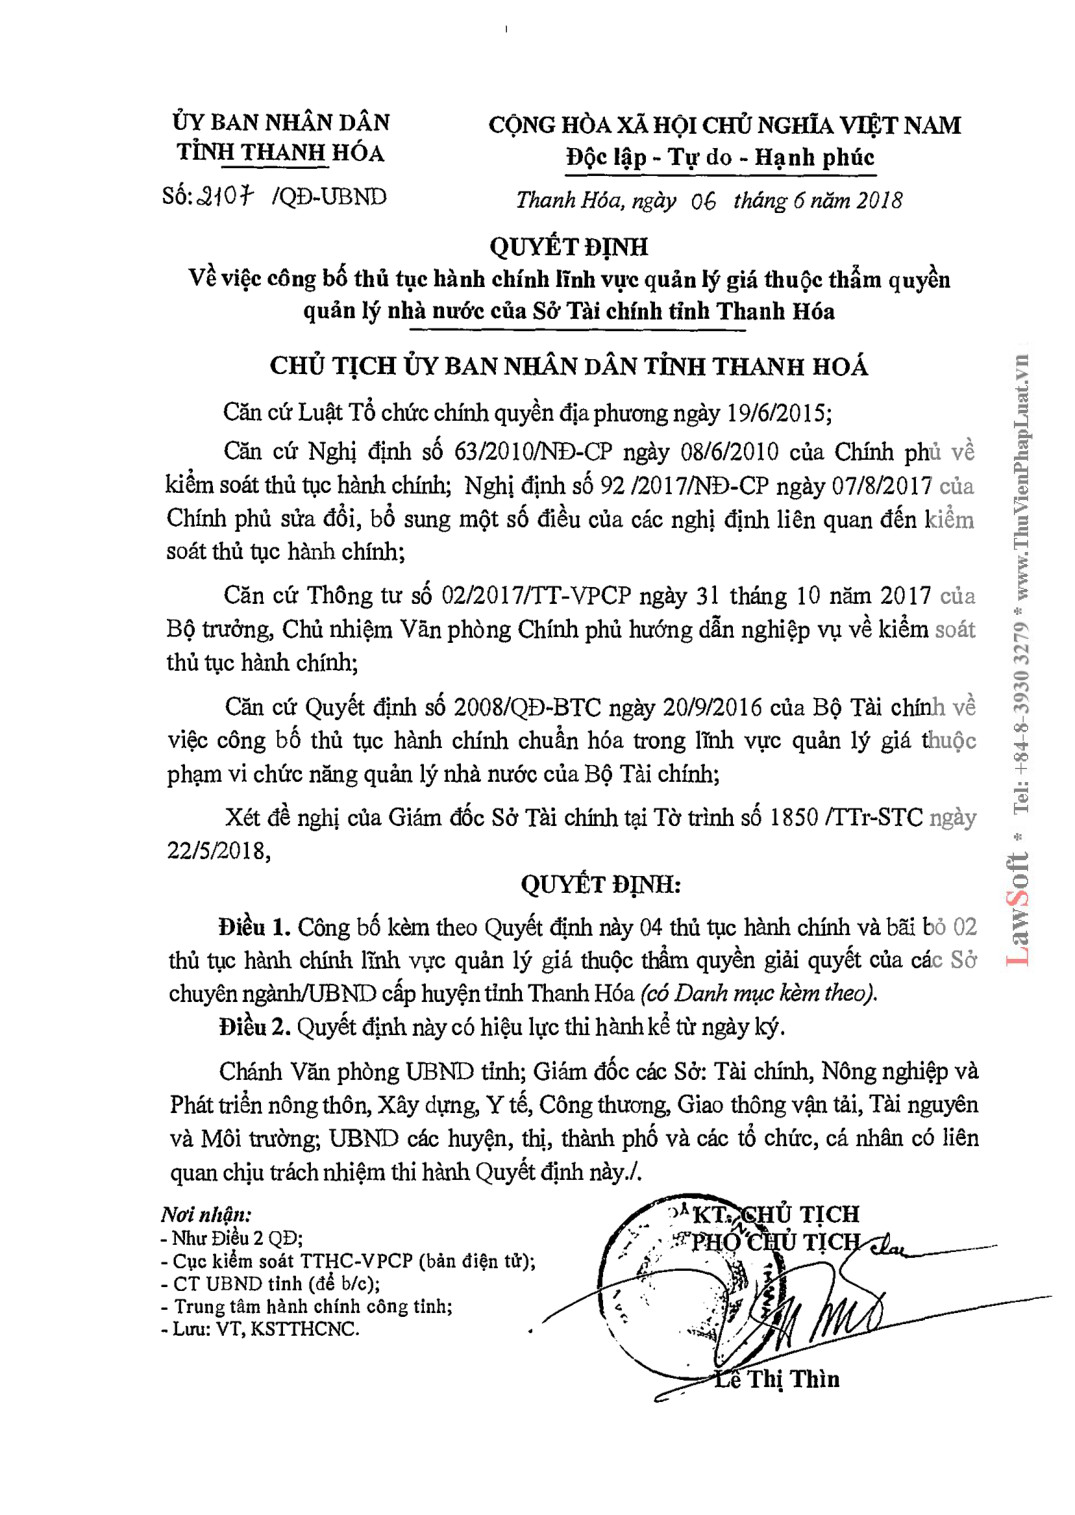 ỦY BAN NHÂN DÂN
TỈNH THANH HÓA
Số: 2107 /QĐ-UBND
CỘNG HÒA XÃ HỘI CHỦ NGHĨA VIỆT NAM
Độc lập - Tự do - Hạnh phúc
Thanh Hóa, ngày 06 tháng 6 năm 2018
QUYẾT ĐỊNH
Về việc công bố thủ tục hành chính lĩnh vực quản lý giá thuộc thẩm quyền
quản lý nhà nước của Sở Tài chính tỉnh Thanh Hóa
CHỦ TỊCH ỦY BAN NHÂN DÂN TỈNH THANH HOÁ
Căn cứ Luật Tổ chức chính quyền địa phương ngày 19/6/2015;
Căn cứ Nghị định số 63/2010/NĐ-CP ngày 08/6/2010 của Chính phủ về
kiểm soát thủ tục hành chính; Nghị định số 92 /2017/NĐ-CP ngày 07/8/2017 của
Chính phủ sửa đổi, bổ sung một số điều của các nghị định liên quan đến kiểm
soát thủ tục hành chính;
Căn cứ Thông tư số 02/2017/TT-VPCP ngày 31 tháng 10 năm 2017 của
Bộ trưởng, Chủ nhiệm Văn phòng Chính phủ hướng dẫn nghiệp vụ về kiểm soát
thủ tục hành chính;
Căn cứ Quyết định số 2008/QĐ-BTC ngày 20/9/2016 của Bộ Tài chính về
việc công bố thủ tục hành chính chuẩn hóa trong lĩnh vực quản lý giá thuộc
phạm vi chức năng quản lý nhà nước của Bộ Tài chính;
Xét đề nghị của Giám đốc Sở Tài chính tại Tờ trình số 1850 /TTr-STC ngày
22/5/2018,
QUYẾT ĐỊNH:
Điều 1. Công bố kèm theo Quyết định này 04 thủ tục hành chính và bãi bỏ 02
thủ tục hành chính lĩnh vực quản lý giá thuộc thẩm quyền giải quyết của các Sở
chuyên ngành/UBND cấp huyện tỉnh Thanh Hóa (có Danh mục kèm theo).
Điều 2. Quyết định này có hiệu lực thi hành kể từ ngày ký.
Chánh Văn phòng UBND tỉnh; Giám đốc các Sở: Tài chính, Nông nghiệp và
Phát triển nông thôn, Xây dựng, Y tế, Công thương, Giao thông vận tải, Tài nguyên
và Môi trường; UBND các huyện, thị, thành phố và các tổ chức, cá nhân có liên
quan chịu trách nhiệm thi hành Quyết định này./.
Nơi nhận:
- Như Điều 2 QĐ;
- Cục kiểm soát TTHC-VPCP (bản điện tử);
- CT UBND tỉnh (để b/c);
- Trung tâm hành chính công tỉnh;
- Lưu: VT, KSTTHCNC.
KT. CHỦ TỊCH
PHÓ CHỦ TỊCH
Lê Thị Thìn
LawSoft * Tel: +84-8-3930 3279 * www.ThuVienPhapLuat.vn